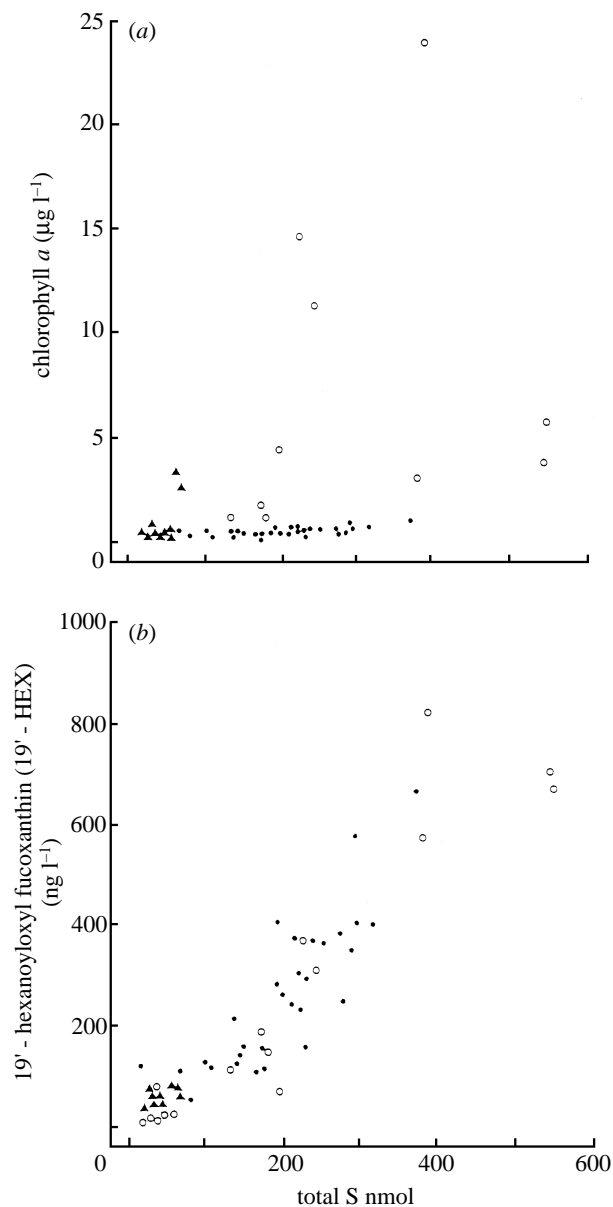 (a)
25
20
15
10
5
0
chlorophyll a (µg l⁻¹)
(b)
1000
800
600
400
200
0
19' - hexanoyloxyl fucoxanthin (19' - HEX)
(ng l⁻¹)
0 200 400 600
total S nmol